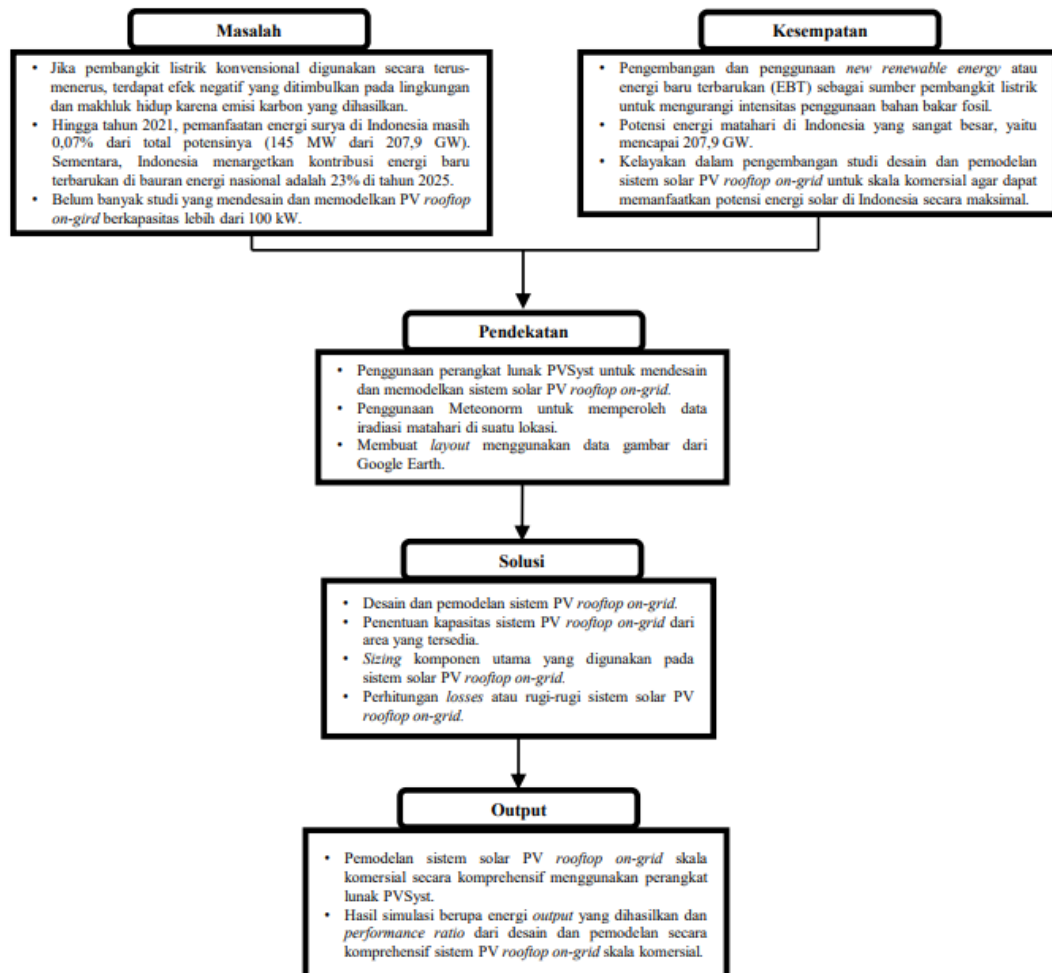 Masalah
• Jika pembangkit listrik konvensional digunakan secara terus-
menerus, terdapat efek negatif yang ditimbulkan pada lingkungan
dan makhluk hidup karena emisi karbon yang dihasilkan.
• Hingga tahun 2021, pemanfaatan energi surya di Indonesia masih
0,07% dari total potensinya (145 MW dari 207,9 GW).
Sementara, Indonesia menargetkan kontribusi energi baru
terbarukan di bauran energi nasional adalah 23% di tahun 2025.
• Belum banyak studi yang mendesain dan memodelkan PV rooftop
on-gird berkapasitas lebih dari 100 kW.
Kesempatan
• Pengembangan dan penggunaan new renewable energy atau
energi baru terbarukan (EBT) sebagai sumber pembangkit listrik
untuk mengurangi intensitas penggunaan bahan bakar fosil.
• Potensi energi matahari di Indonesia yang sangat besar, yaitu
mencapai 207,9 GW.
• Kelayakan dalam pengembangan studi desain dan pemodelan
sistem solar PV rooftop on-grid untuk skala komersial agar dapat
memanfaatkan potensi energi solar di Indonesia secara maksimal.
Pendekatan
• Penggunaan perangkat lunak PVSyst untuk mendesain
dan memodelkan sistem solar PV rooftop on-grid.
• Penggunaan Meteonorm untuk memperoleh data
iradiasi matahari di suatu lokasi.
• Membuat layout menggunakan data gambar dari
Google Earth.
Solusi
• Desain dan pemodelan sistem PV rooftop on-grid.
• Penentuan kapasitas sistem PV rooftop on-grid dari
area yang tersedia.
• Sizing komponen utama yang digunakan pada
sistem solar PV rooftop on-grid.
• Perhitungan losses atau rugi-rugi sistem solar PV
rooftop on-grid.
Output
• Pemodelan sistem solar PV rooftop on-grid skala
komersial secara komprehensif menggunakan perangkat
lunak PVSyst.
• Hasil simulasi berupa energi output yang dihasilkan dan
performance ratio dari desain dan pemodelan secara
komprehensif sistem PV rooftop on-grid skala komersial.